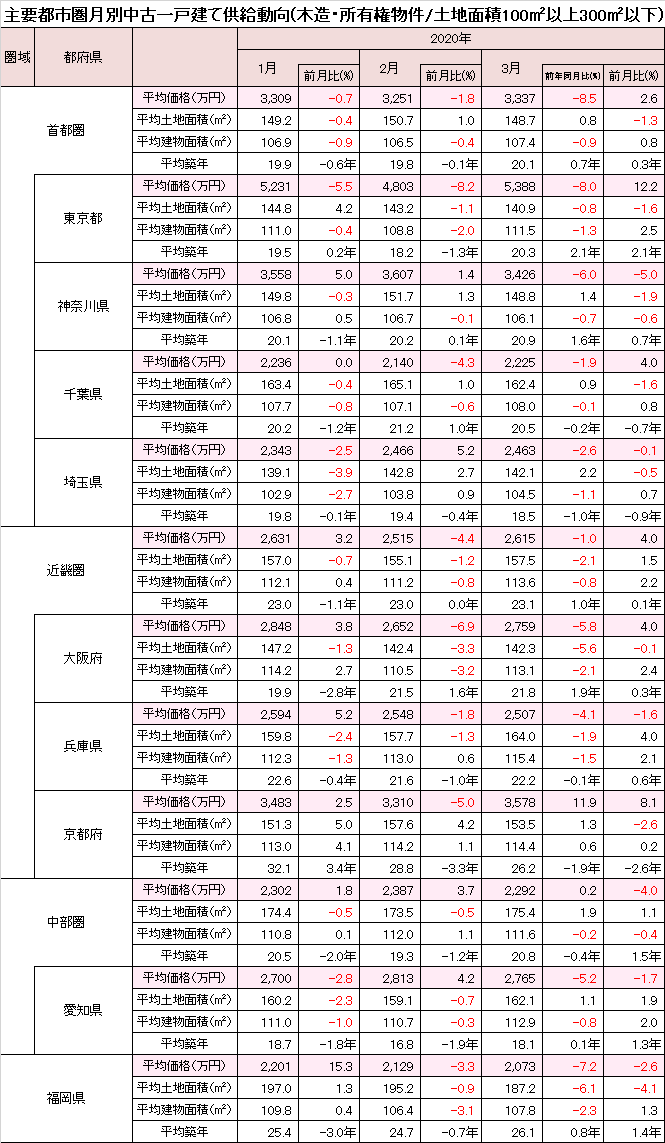 主要都市圏月別中古一戸建て供給動向(木造・所有権物件/土地面積100㎡以上300㎡以下)
圏域 都府県 2020年
1月 前月比(%) 2月 前月比(%) 3月 前年同月比(%) 前月比(%)
首都圏
平均価格(万円) 3,309 -0.7 3,251 -1.8 3,337 -8.5 2.6
平均土地面積(㎡) 149.2 -0.4 150.7 1.0 148.7 0.8 -1.3
平均建物面積(㎡) 106.9 -0.9 106.5 -0.4 107.4 -0.9 0.8
平均築年 19.9 -0.6年 19.8 -0.1年 20.1 0.7年 0.3年
東京都
平均価格(万円) 5,231 -5.5 4,803 -8.2 5,388 -8.0 12.2
平均土地面積(㎡) 144.8 4.2 143.2 -1.1 140.9 -0.8 -1.6
平均建物面積(㎡) 111.0 -0.4 108.8 -2.0 111.5 -1.3 2.5
平均築年 19.5 0.2年 18.2 -1.3年 20.3 2.1年 2.1年
神奈川県
平均価格(万円) 3,558 5.0 3,607 1.4 3,426 -6.0 -5.0
平均土地面積(㎡) 149.8 -0.3 151.7 1.3 148.8 1.4 -1.9
平均建物面積(㎡) 106.8 0.5 106.7 -0.1 106.1 -0.7 -0.6
平均築年 20.1 -1.1年 20.2 0.1年 20.9 1.6年 0.7年
千葉県
平均価格(万円) 2,236 0.0 2,140 -4.3 2,225 -1.9 4.0
平均土地面積(㎡) 163.4 -0.4 165.1 1.0 162.4 0.9 -1.6
平均建物面積(㎡) 107.7 -0.8 107.1 -0.6 108.0 -0.1 0.8
平均築年 20.2 -1.2年 21.2 1.0年 20.5 -0.2年 -0.7年
埼玉県
平均価格(万円) 2,343 -2.5 2,466 5.2 2,463 -2.6 -0.1
平均土地面積(㎡) 139.1 -3.9 142.8 2.7 142.1 2.2 -0.5
平均建物面積(㎡) 102.9 -2.7 103.8 0.9 104.5 -1.1 0.7
平均築年 19.8 -0.1年 19.4 -0.4年 18.5 -1.0年 -0.9年
近畿圏
平均価格(万円) 2,631 3.2 2,515 -4.4 2,615 -1.0 4.0
平均土地面積(㎡) 157.0 -0.7 155.1 -1.2 157.5 -2.1 1.5
平均建物面積(㎡) 112.1 0.4 111.2 -0.8 113.6 -0.8 2.2
平均築年 23.0 -1.1年 23.0 0.0年 23.1 1.0年 0.1年
大阪府
平均価格(万円) 2,848 3.8 2,652 -6.9 2,759 -5.8 4.0
平均土地面積(㎡) 147.2 -1.3 142.4 -3.3 142.3 -5.6 -0.1
平均建物面積(㎡) 114.2 2.7 110.5 -3.2 113.1 -2.1 2.4
平均築年 19.9 -2.8年 21.5 1.6年 21.8 1.9年 0.3年
兵庫県
平均価格(万円) 2,594 5.2 2,548 -1.8 2,507 -4.1 -1.6
平均土地面積(㎡) 159.8 -2.4 157.7 -1.3 164.0 -1.9 4.0
平均建物面積(㎡) 112.3 -1.3 113.0 0.6 115.4 -1.5 2.1
平均築年 22.6 -0.4年 21.6 -1.0年 22.2 -0.1年 0.6年
京都府
平均価格(万円) 3,483 2.5 3,310 -5.0 3,578 11.9 8.1
平均土地面積(㎡) 151.3 5.0 157.6 4.2 153.5 1.3 -2.6
平均建物面積(㎡) 113.0 4.1 114.2 1.1 114.4 0.6 0.2
平均築年 32.1 3.4年 28.8 -3.3年 26.2 -1.9年 -2.6年
中部圏
平均価格(万円) 2,302 1.8 2,387 3.7 2,292 0.2 -4.0
平均土地面積(㎡) 174.4 -0.5 173.5 -0.5 175.4 1.9 1.1
平均建物面積(㎡) 110.8 0.1 112.0 1.1 111.6 -0.2 -0.4
平均築年 20.5 -2.0年 19.3 -1.2年 20.8 -0.4年 1.5年
愛知県
平均価格(万円) 2,700 -2.8 2,813 4.2 2,765 -5.2 -1.7
平均土地面積(㎡) 160.2 -2.3 159.1 -0.7 162.1 1.1 1.9
平均建物面積(㎡) 111.0 -1.0 110.7 -0.3 112.9 -0.8 2.0
平均築年 18.7 -1.8年 16.8 -1.9年 18.1 0.1年 1.3年
福岡県
平均価格(万円) 2,201 15.3 2,129 -3.3 2,073 -7.2 -2.6
平均土地面積(㎡) 197.0 1.3 195.2 -0.9 187.2 -6.1 -4.1
平均建物面積(㎡) 109.8 0.4 106.4 -3.1 107.8 -2.3 1.3
平均築年 25.4 -3.0年 24.7 -0.7年 26.1 0.8年 1.4年